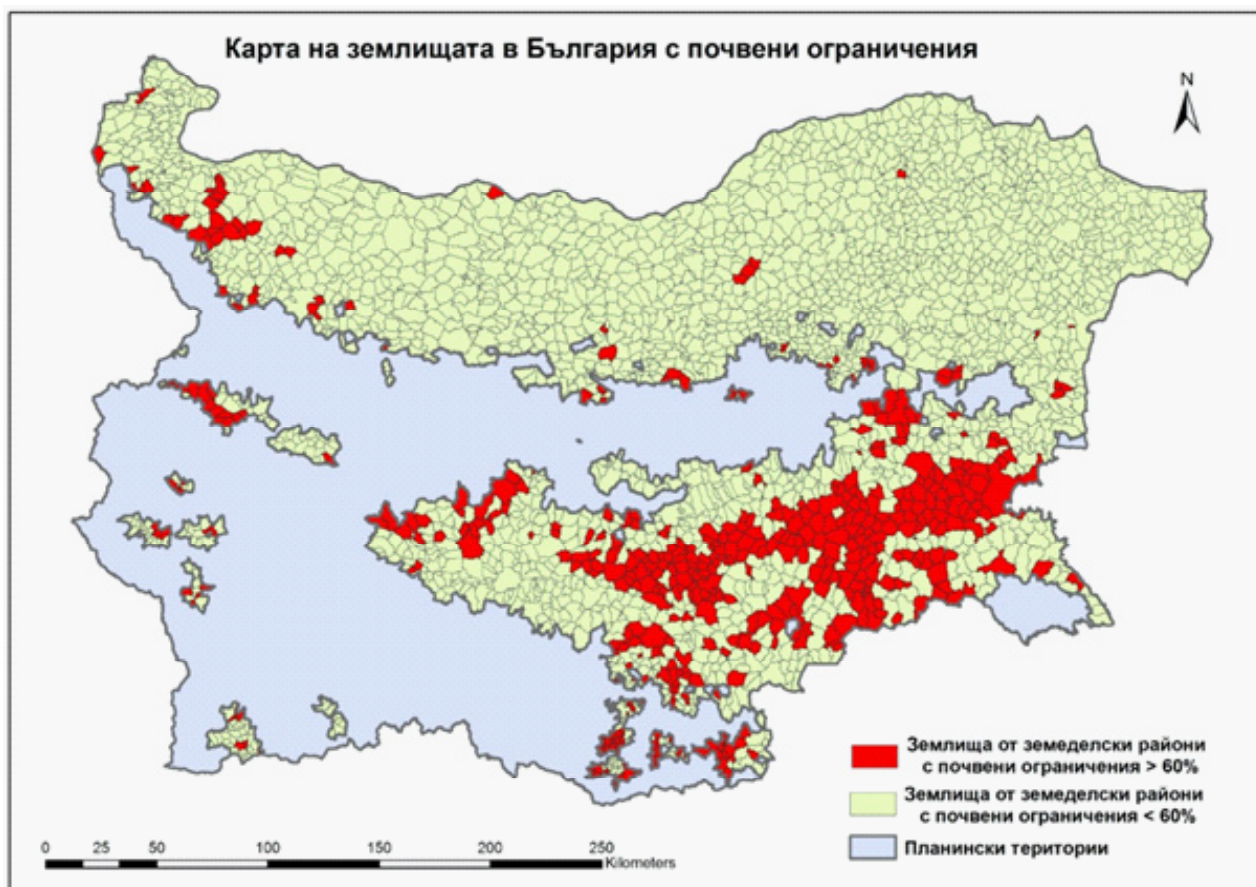 Карта на землищата в България с почвени ограничения
N
Землища от земеделски райони
с почвени ограничения > 60%
Землища от земеделски райони
с почвени ограничения < 60%
Планински територии
0 25 50 100 150 200 250
Kilometers